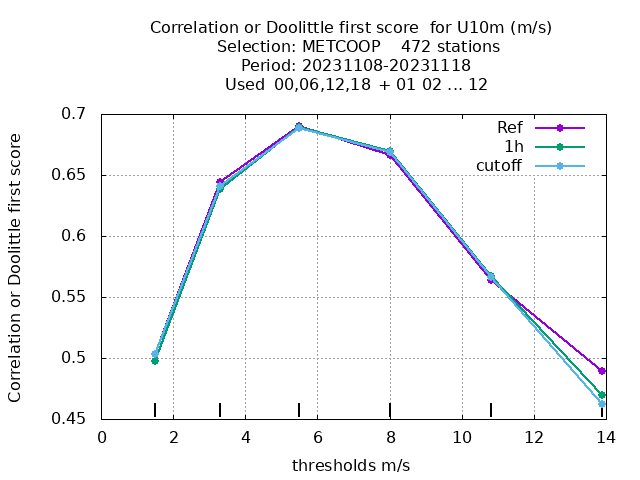 Correlation or Doolittle first score  for U10m (m/s)
Selection: METCOOP    472 stations
Period: 20231108-20231118
Used  00,06,12,18 + 01 02 ... 12
Correlation or Doolittle first score
0.7
0.65
0.6
0.55
0.5
0.45
Ref
1h
cutoff
0 2 4 6 8 10 12 14
thresholds m/s